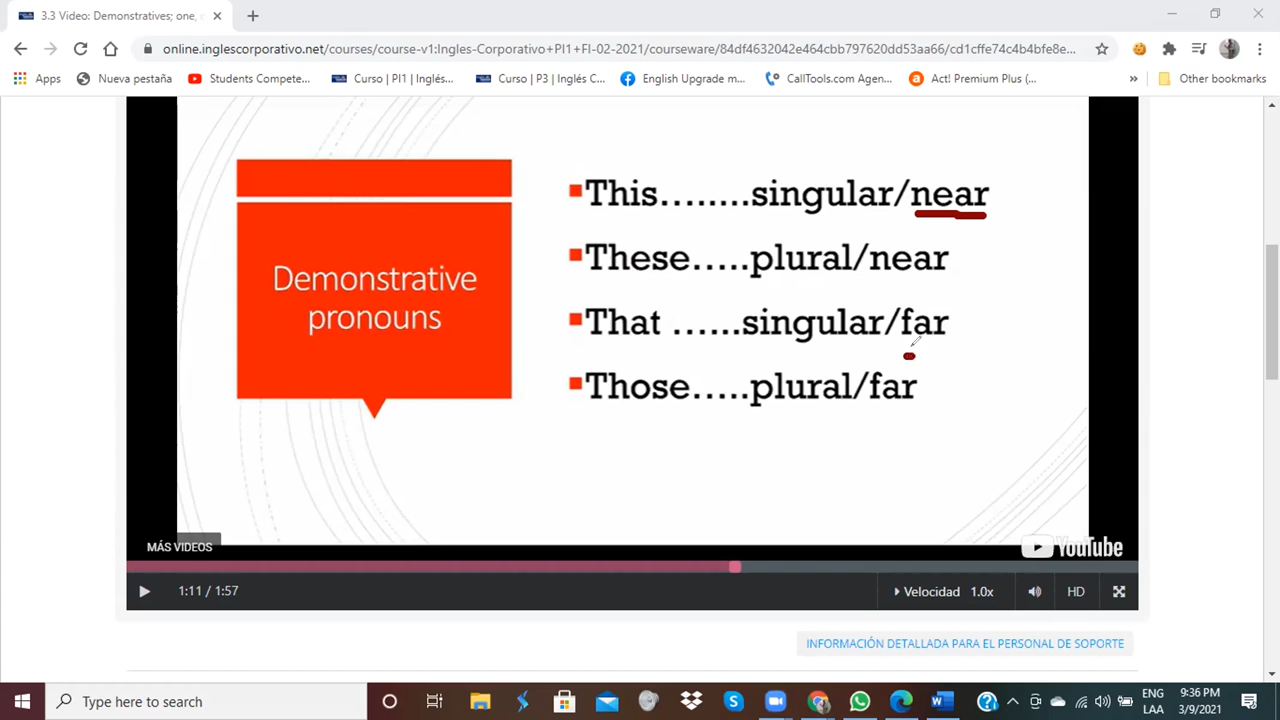 3.3 Video: Demonstratives; one,
online.inglescorporativo.net/courses/course-v1:Ingles-Corporativo+PI1+FI-02-2021/courseware/84df4632042e464cbb797620dd53aa66/cd1cffe74c4b4bfe8e...
Apps Nueva pestaña Students Compete... Curso | PI1 | Inglés... Curso | P3 | Inglés C... English Upgrade m... CallTools.com Agen... Act! Premium Plus (... » Other bookmarks
This........singular/near
These.....plural/near
Demonstrative
pronouns
That ......singular/far
Those.....plural/far
MÁS VIDEOS
YouTube
1:11 / 1:57 Velocidad 1.0x HD
INFORMACIÓN DETALLADA PARA EL PERSONAL DE SOPORTE
Type here to search
ENG
LAA
9:36 PM
3/9/2021